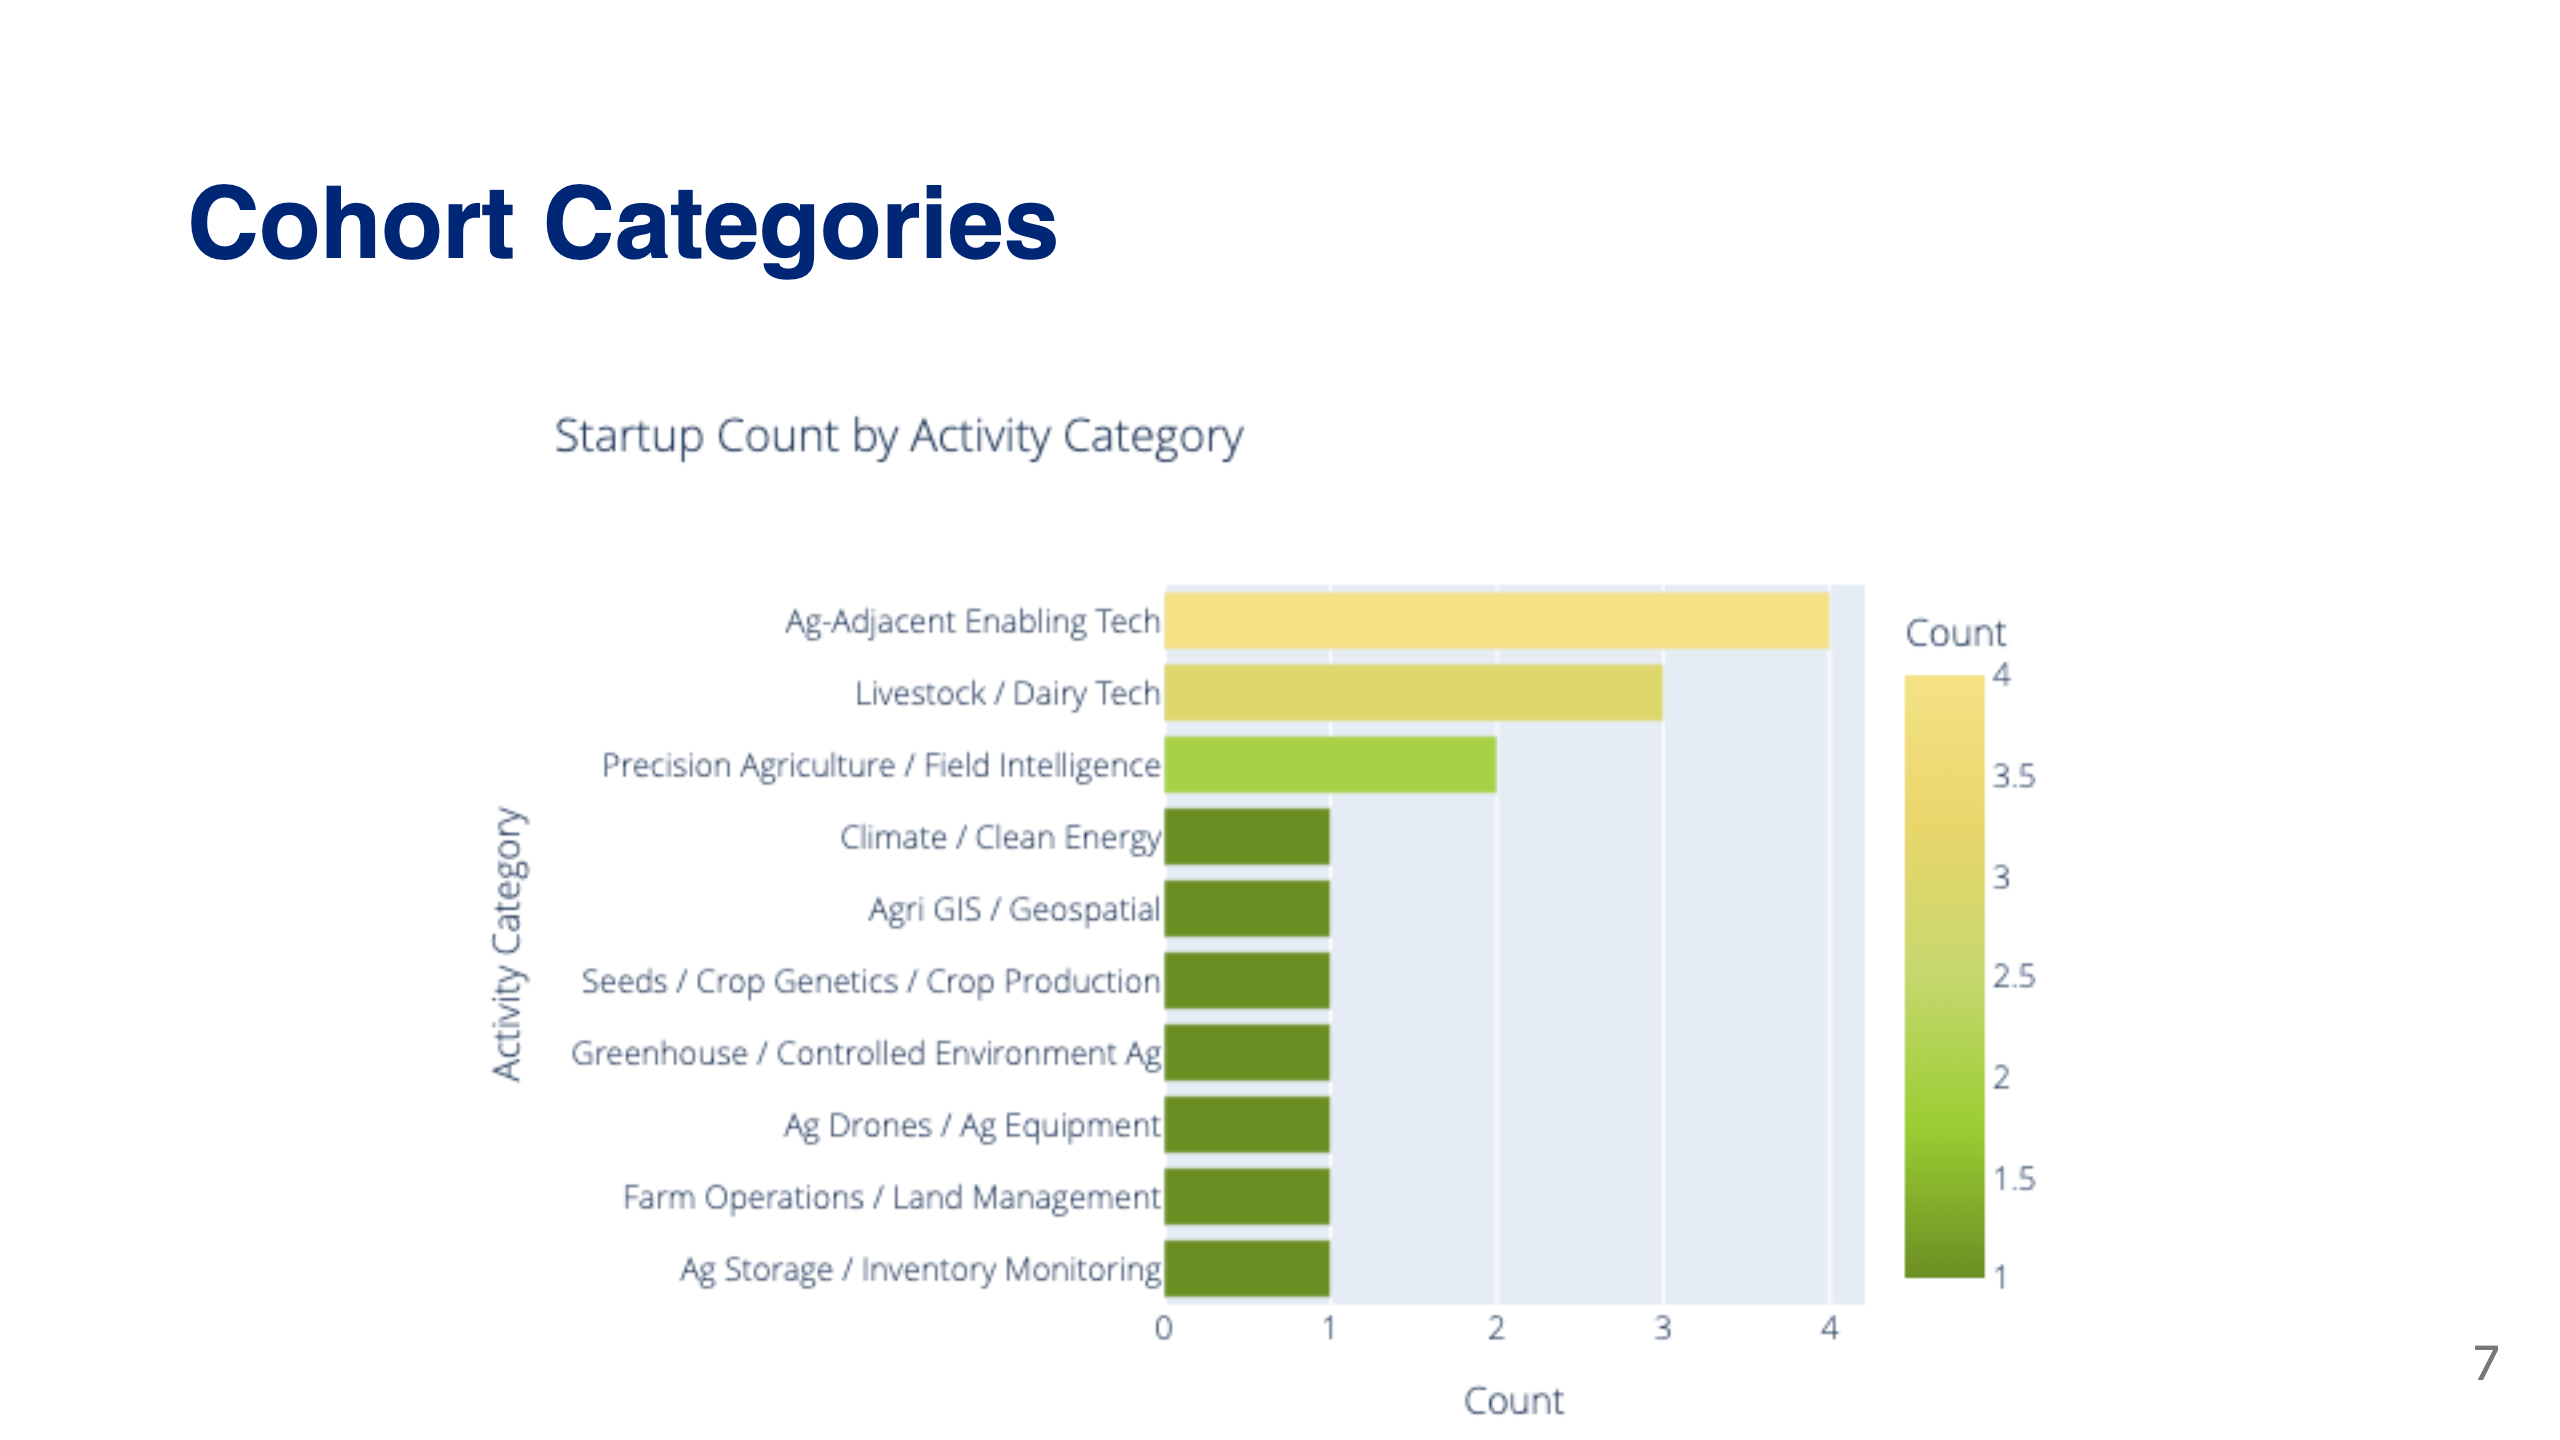 Cohort Categories
Startup Count by Activity Category
Activity Category
Ag-Adjacent Enabling Tech
Livestock / Dairy Tech
Precision Agriculture / Field Intelligence
Climate / Clean Energy
Agri GIS / Geospatial
Seeds / Crop Genetics / Crop Production
Greenhouse / Controlled Environment Ag
Ag Drones / Ag Equipment
Farm Operations / Land Management
Ag Storage / Inventory Monitoring
0 1 2 3 4
Count
Count
4
3.5
3
2.5
2
1.5
1
7